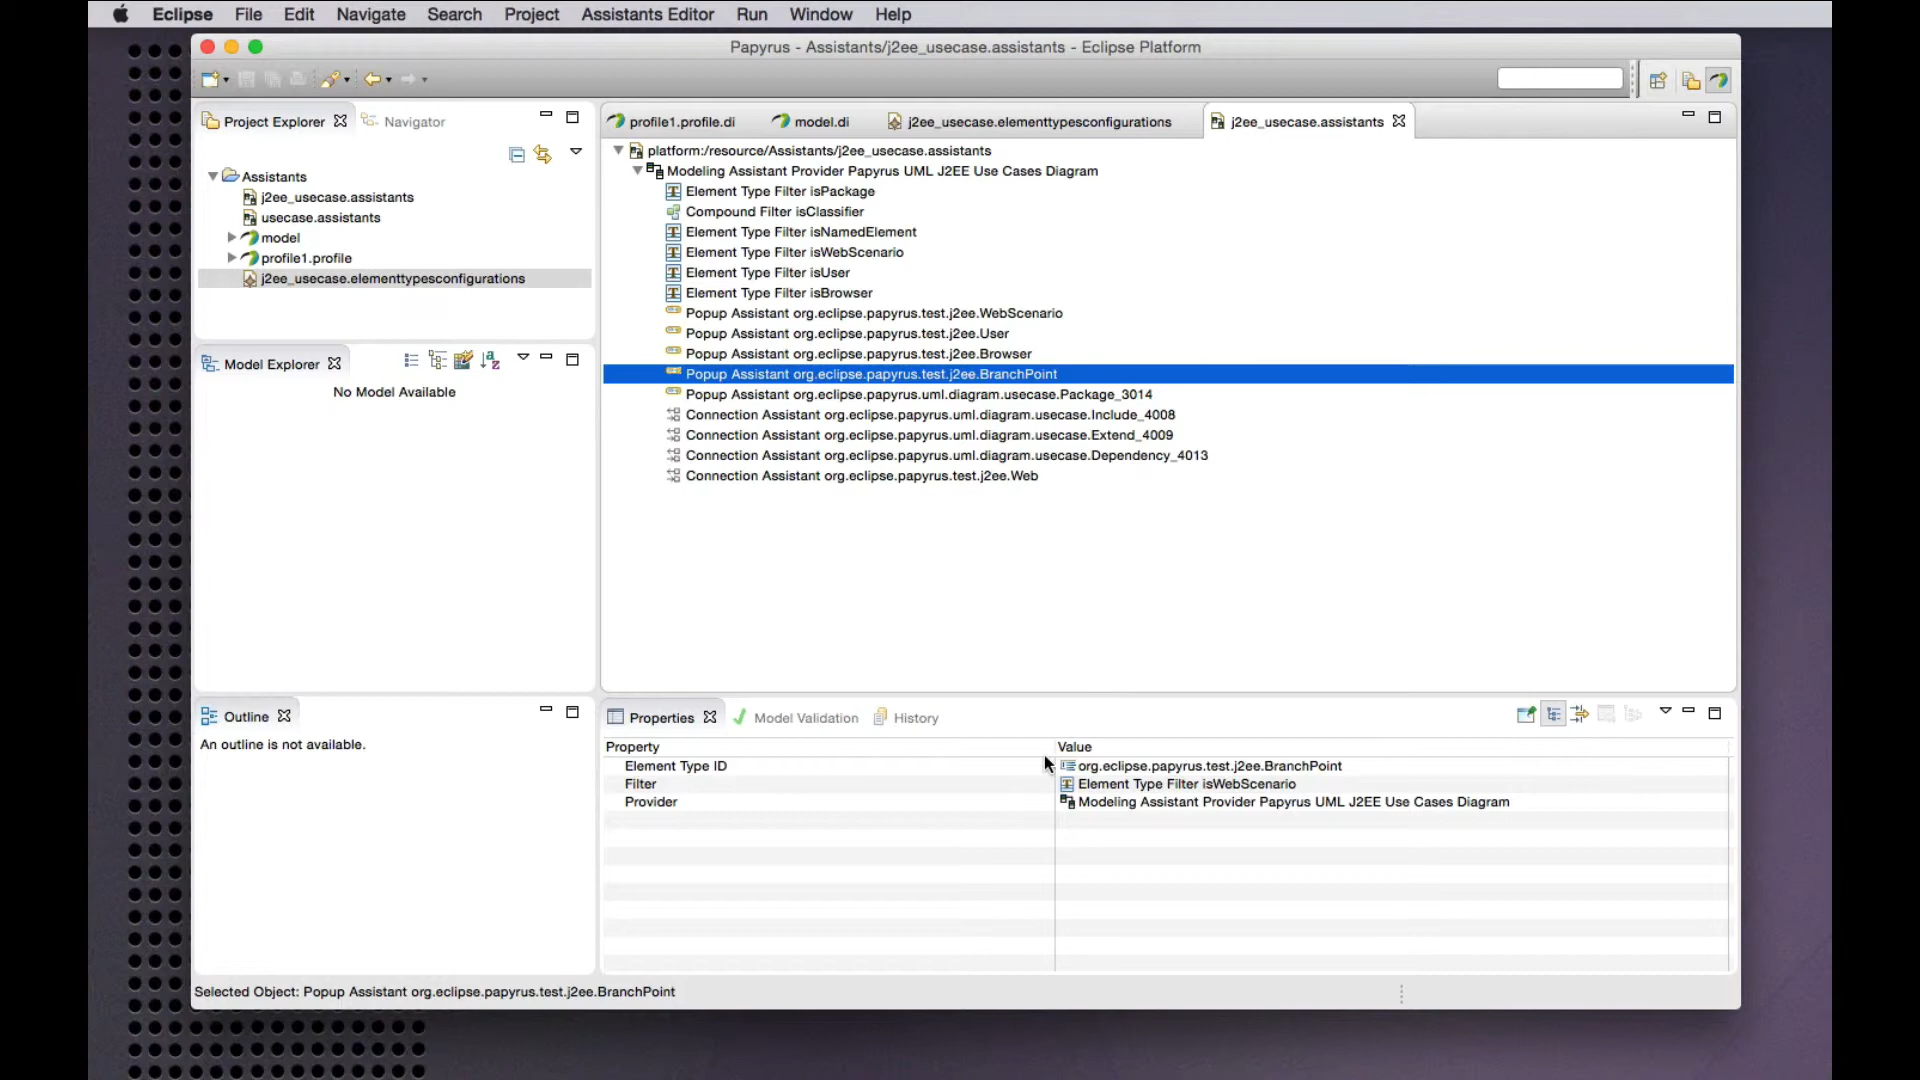 Eclipse File Edit Navigate Search Project Assistants Editor Run Window Help
Papyrus - Assistants/j2ee_usecase.assistants - Eclipse Platform
Project Explorer Navigator
Assistants
j2ee_usecase.assistants
usecase.assistants
model
profile1.profile
j2ee_usecase.elementtypesconfigurations
Model Explorer
No Model Available
Outline
An outline is not available.
profile1.profile.di model.di j2ee_usecase.elementtypesconfigurations j2ee_usecase.assistants
platform:/resource/Assistants/j2ee_usecase.assistants
Modeling Assistant Provider Papyrus UML J2EE Use Cases Diagram
Element Type Filter isPackage
Compound Filter isClassifier
Element Type Filter isNamedElement
Element Type Filter isWebScenario
Element Type Filter isUser
Element Type Filter isBrowser
Popup Assistant org.eclipse.papyrus.test.j2ee.WebScenario
Popup Assistant org.eclipse.papyrus.test.j2ee.User
Popup Assistant org.eclipse.papyrus.test.j2ee.Browser
Popup Assistant org.eclipse.papyrus.test.j2ee.BranchPoint
Popup Assistant org.eclipse.papyrus.uml.diagram.usecase.Package_3014
Connection Assistant org.eclipse.papyrus.uml.diagram.usecase.Include_4008
Connection Assistant org.eclipse.papyrus.uml.diagram.usecase.Extend_4009
Connection Assistant org.eclipse.papyrus.uml.diagram.usecase.Dependency_4013
Connection Assistant org.eclipse.papyrus.test.j2ee.Web
Properties Model Validation History
Property Value
Element Type ID org.eclipse.papyrus.test.j2ee.BranchPoint
Filter Element Type Filter isWebScenario
Provider Modeling Assistant Provider Papyrus UML J2EE Use Cases Diagram
Selected Object: Popup Assistant org.eclipse.papyrus.test.j2ee.BranchPoint